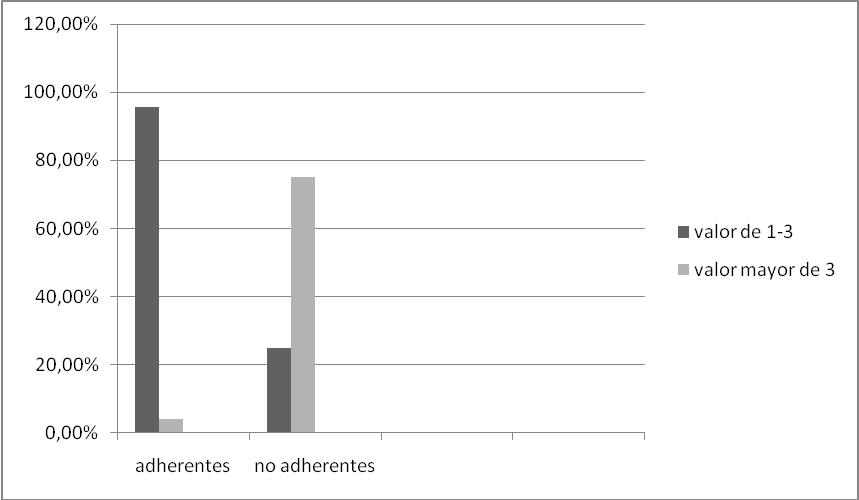 120,00%
100,00%
80,00%
60,00%
40,00%
20,00%
0,00%
adherentes
no adherentes
valor de 1-3
valor mayor de 3